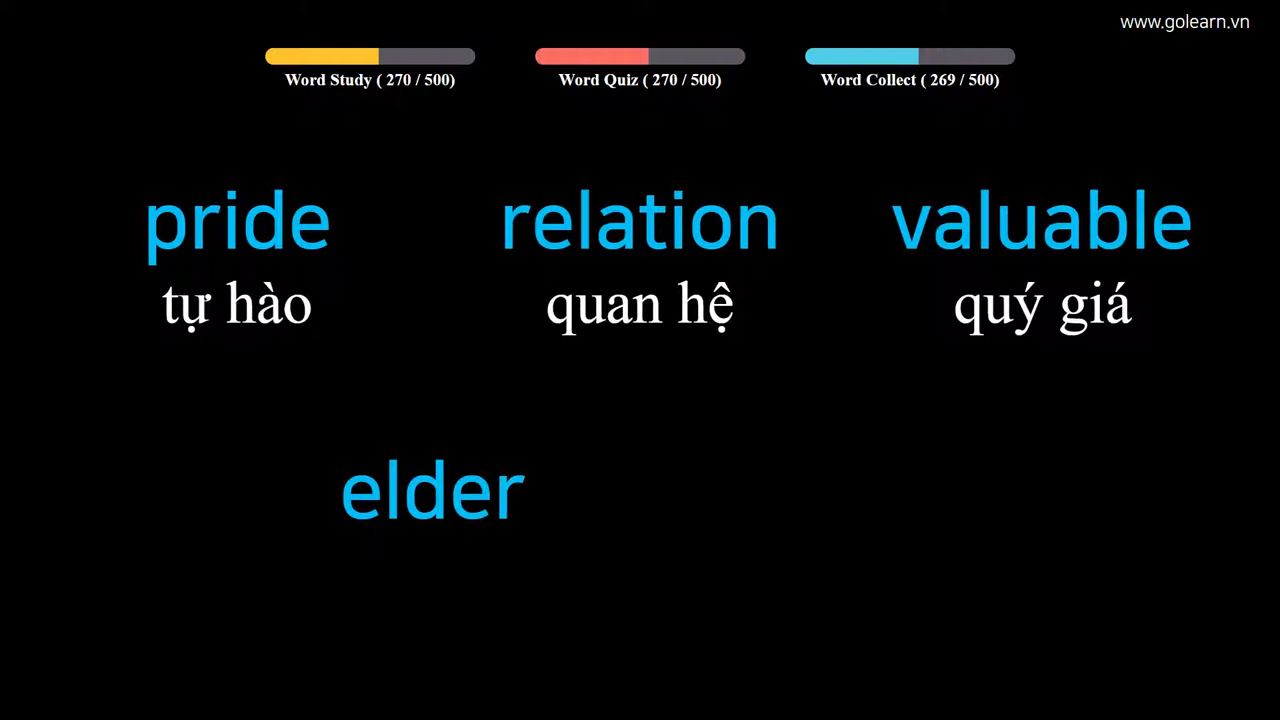 www.golearn.vn
Word Study ( 270 / 500) Word Quiz ( 270 / 500) Word Collect ( 269 / 500)
pride relation valuable
tự hào quan hệ quý giá
elder